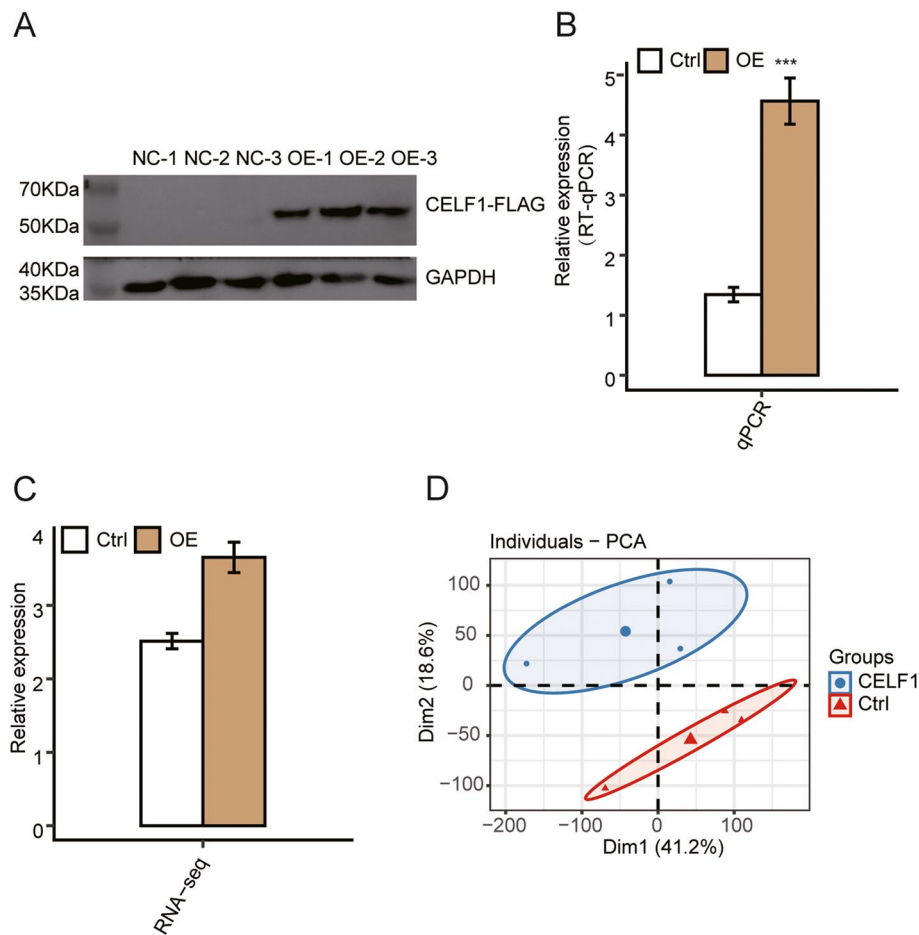 A
NC-1 NC-2 NC-3 OE-1 OE-2 OE-3
70KDa
50KDa
CELF1-FLAG
40KDa
35KDa
GAPDH
B
Ctrl OE
***
Relative expression
(RT-qPCR)
5
4
3
2
1
0
qPCR
C
Ctrl OE
Relative expression
4
3
2
1
0
RNA−seq
D
Individuals − PCA
Dim2 (18.6%)
100
50
0
−50
−100
−200 −100 0 100
Dim1 (41.2%)
Groups
CELF1
Ctrl